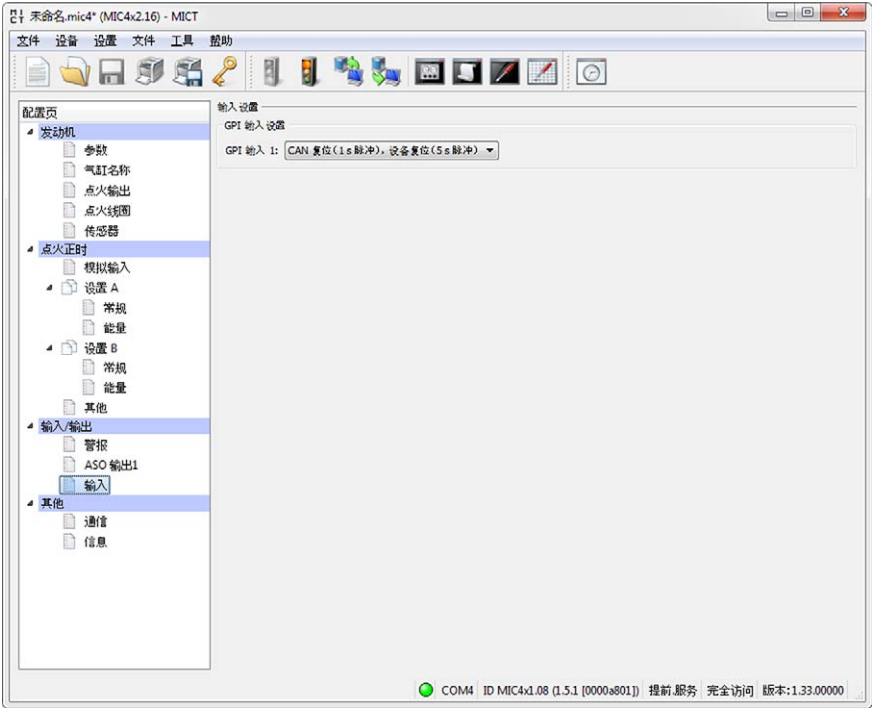 未命名.mic4* (MIC4x2.16) - MICT
文件 设备 设置 文件 工具 帮助
配置页
发动机
参数
气缸名称
点火输出
点火线圈
传感器
点火正时
模拟输入
设置 A
常规
能量
设置 B
常规
能量
其他
输入/输出
警报
ASO 输出1
输入
其他
通信
信息
输入设置
GPI 输入设置
GPI 输入 1: CAN 复位(1s脉冲), 设备复位(5s脉冲)
COM4 ID MIC4x1.08 (1.5.1 [0000a801]) 提前.服务 完全访问 版本:1.33.00000